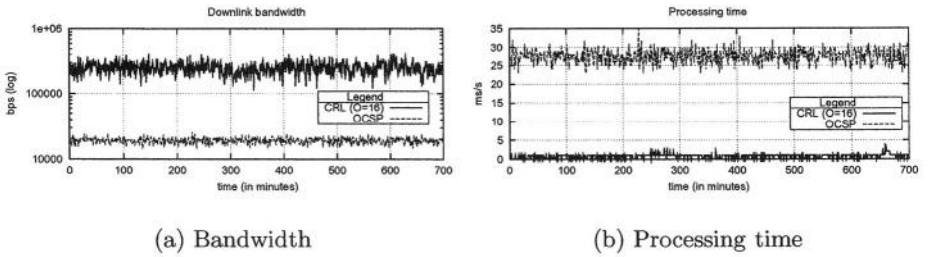 Downlink bandwidth
1e+06
100000
10000
bps (log)
0 100 200 300 400 500 600 700
time (in minutes)
Legend
CRL (O=16)
OCSP
(a) Bandwidth
Processing time
35
30
25
20
15
10
5
0
ms/s
0 100 200 300 400 500 600 700
time (in minutes)
Legend
CRL (O=16)
OCSP
(b) Processing time